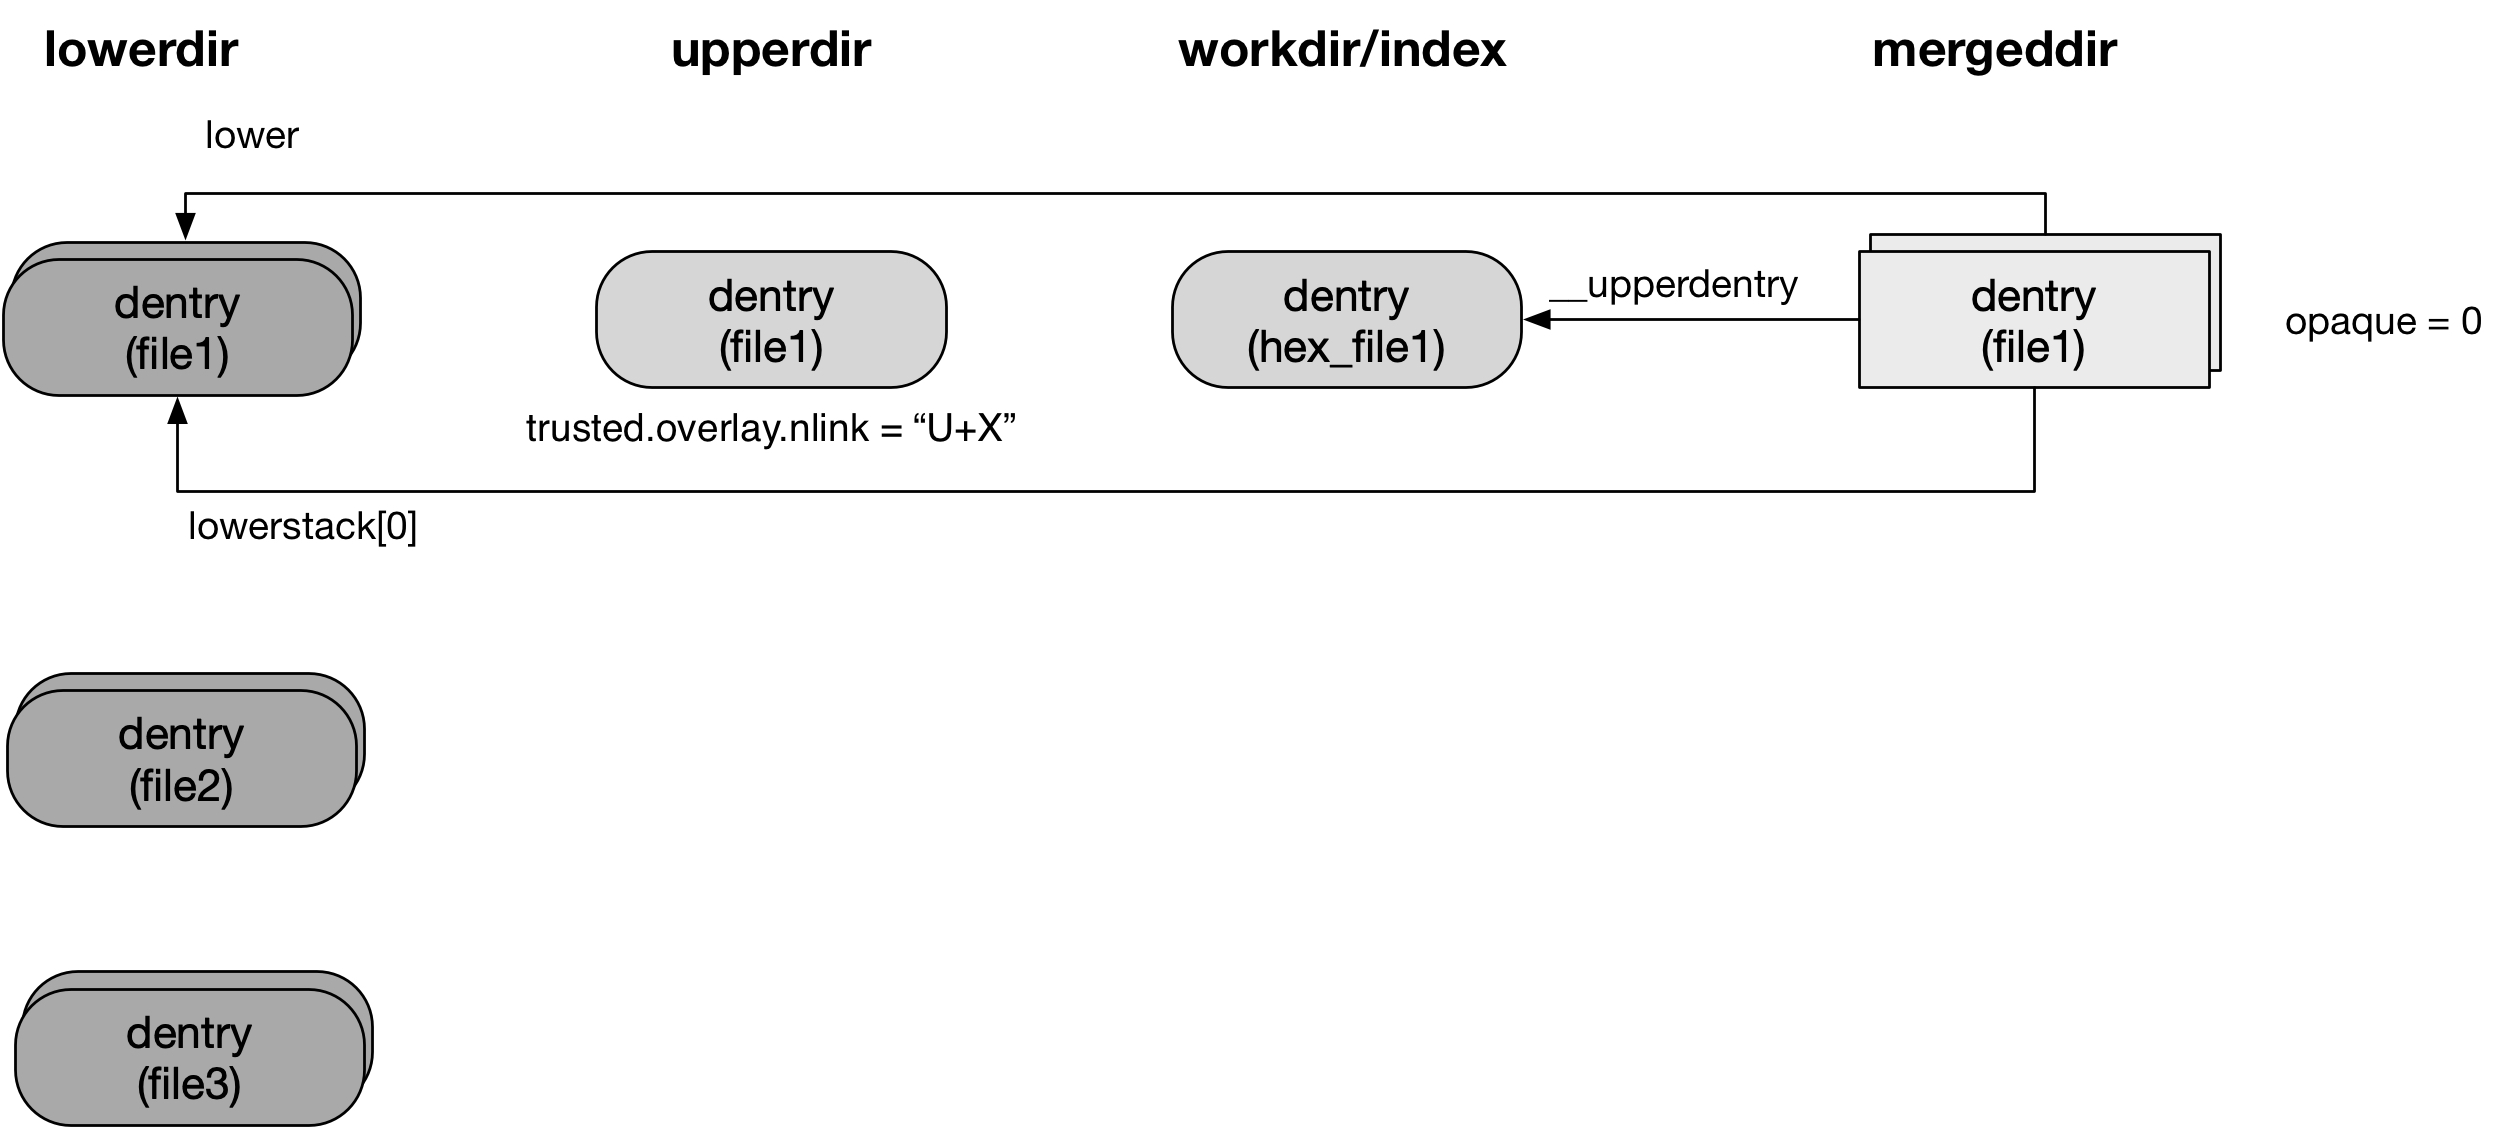 lowerdir
upperdir
workdir/index
mergeddir
lower
dentry
(file1)
dentry
(file1)
dentry
(hex_file1)
__upperdentry
dentry
(file1)
opaque = 0
trusted.overlay.nlink = “U+X”
lowerstack[0]
dentry
(file2)
dentry
(file3)